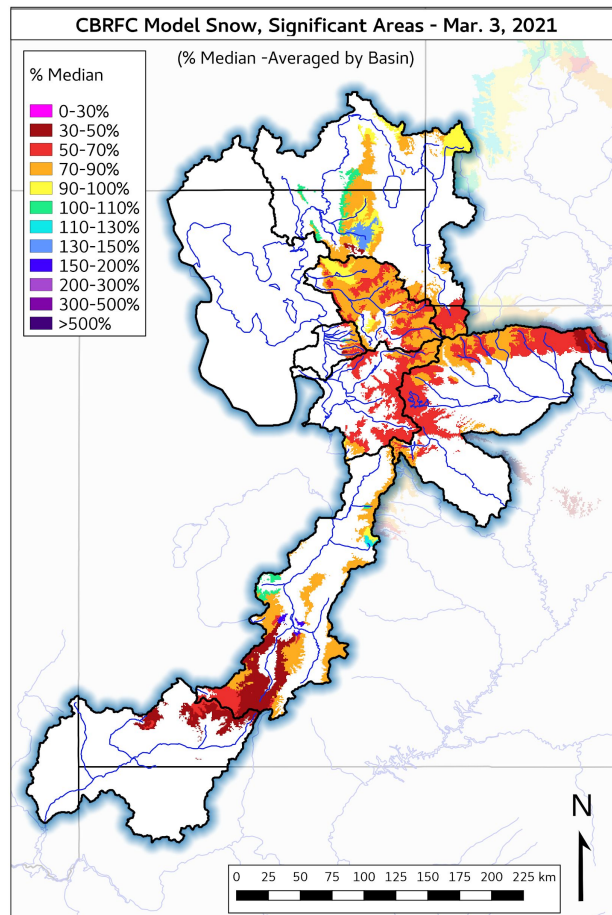 CBRFC Model Snow, Significant Areas - Mar. 3, 2021
(% Median -Averaged by Basin)
% Median
0-30%
30-50%
50-70%
70-90%
90-100%
100-110%
110-130%
130-150%
150-200%
200-300%
300-500%
>500%
N
0 25 50 75 100 125 150 175 200 225 km